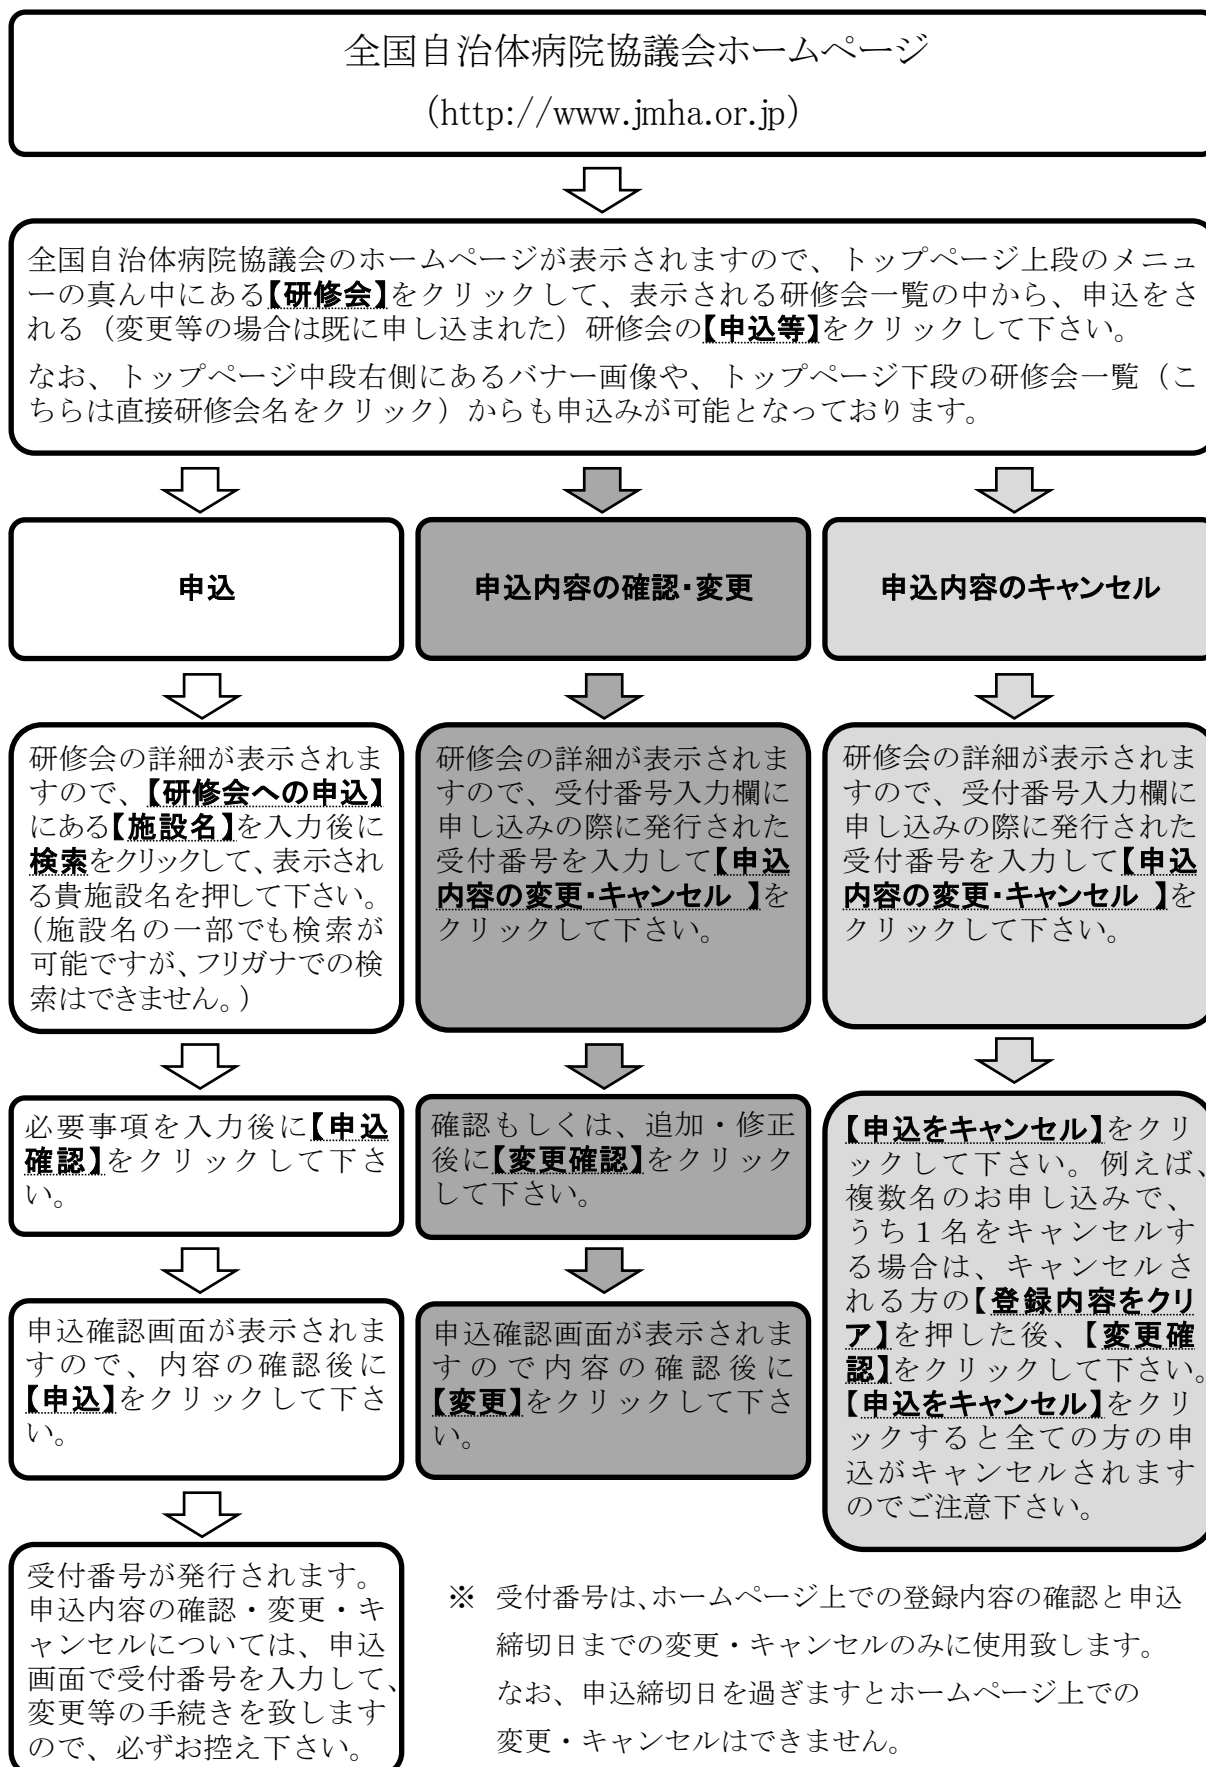 全国自治体病院協議会ホームページ
(http://www.jmha.or.jp)
全国自治体病院協議会のホームページが表示されますので、トップページ上段のメニュ
ーの真ん中にある【研修会】をクリックして、表示される研修会一覧の中から、申込をさ
れる（変更等の場合は既に申し込まれた）研修会の【申込等】をクリックして下さい。
なお、トップページ中段右側にあるバナー画像や、トップページ下段の研修会一覧（こ
ちらは直接研修会名をクリック）からも申込みが可能となっております。
申込
申込内容の確認・変更
申込内容のキャンセル
研修会の詳細が表示されま
すので、【研修会への申込】
にある【施設名】を入力後に
検索をクリックして、表示され
る貴施設名を押して下さい。
（施設名の一部でも検索が
可能ですが、フリガナでの検
索はできません。）
研修会の詳細が表示されま
すので、受付番号入力欄に
申し込みの際に発行された
受付番号を入力して【申込
内容の変更・キャンセル 】を
クリックして下さい。
研修会の詳細が表示されま
すので、受付番号入力欄に
申し込みの際に発行された
受付番号を入力して【申込
内容の変更・キャンセル 】を
クリックして下さい。
必要事項を入力後に【申込
確認】をクリックして下さ
い。
確認もしくは、追加・修正
後に【変更確認】をクリック
して下さい。
【申込をキャンセル】をクリ
ックして下さい。例えば、
複数名のお申し込みで、
うち１名をキャンセルす
る場合は、キャンセルさ
れる方の【登録内容をクリ
ア】を押した後、【変更確
認】をクリックして下さい。
【申込をキャンセル】をクリ
ックすると全ての方の申
込がキャンセルされます
のでご注意下さい。
申込確認画面が表示されま
すので、内容の確認後に
【申込】をクリックして下さ
い。
申込確認画面が表示されま
すので内容の確認後に
【変更】をクリックして下さ
い。
受付番号が発行されます。
申込内容の確認・変更・キ
ャンセルについては、申込
画面で受付番号を入力して、
変更等の手続きを致します
ので、必ずお控え下さい。
※ 受付番号は、ホームページ上での登録内容の確認と申込
締切日までの変更・キャンセルのみに使用致します。
なお、申込締切日を過ぎますとホームページ上での
変更・キャンセルはできません。